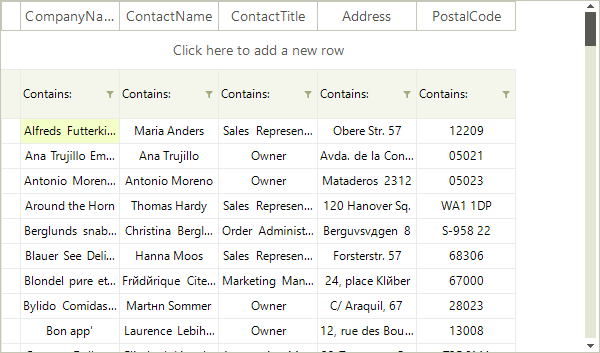 CompanyNa... ContactName ContactTitle Address PostalCode
Click here to add a new row
Contains: Contains: Contains: Contains: Contains:
Alfreds Futterki... Maria Anders Sales Represen... Obere Str. 57 12209
Ana Trujillo Em... Ana Trujillo Owner Avda. de la Con... 05021
Antonio Moren... Antonio Moreno Owner Mataderos 2312 05023
Around the Horn Thomas Hardy Sales Represen... 120 Hanover Sq. WA1 1DP
Berglunds snab... Christina Bergl... Order Administ... Berguvsvдgen 8 S-958 22
Blauer See Deli... Hanna Moos Sales Represen... Forsterstr. 57 68306
Blondel pиre et... Frйdйrique Cite... Marketing Man... 24, place Klйber 67000
Bylido Comidas... Martнn Sommer Owner C/ Araquil, 67 28023
Bon app' Laurence Lebih... Owner 12, rue des Bou... 13008